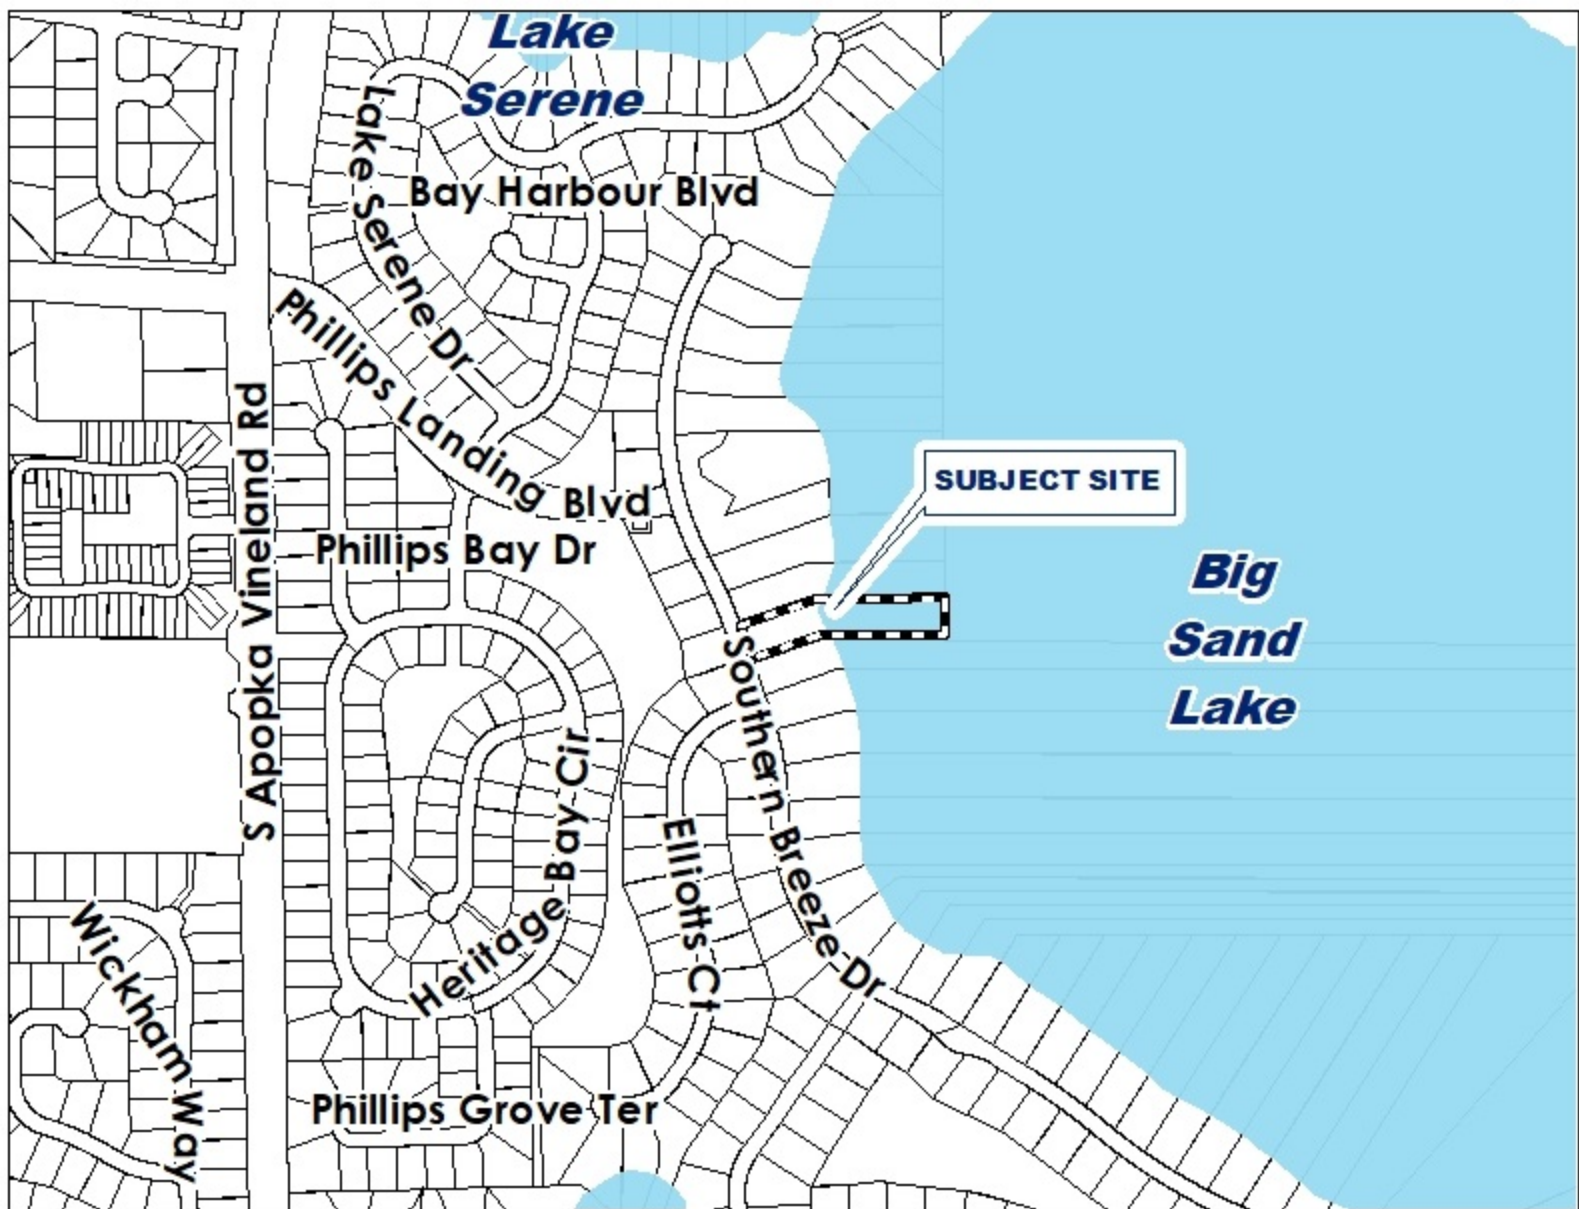 Lake
Serene
Lake Serene Dr
Bay Harbour Blvd
Phillips Landing Blvd
S Apopka Vineland Rd
SUBJECT SITE
Phillips Bay Dr
Big
Sand
Lake
Southern Breeze Dr
Heritage Bay Cir
Elliotts Ct
Wickham Way
Phillips Grove Ter